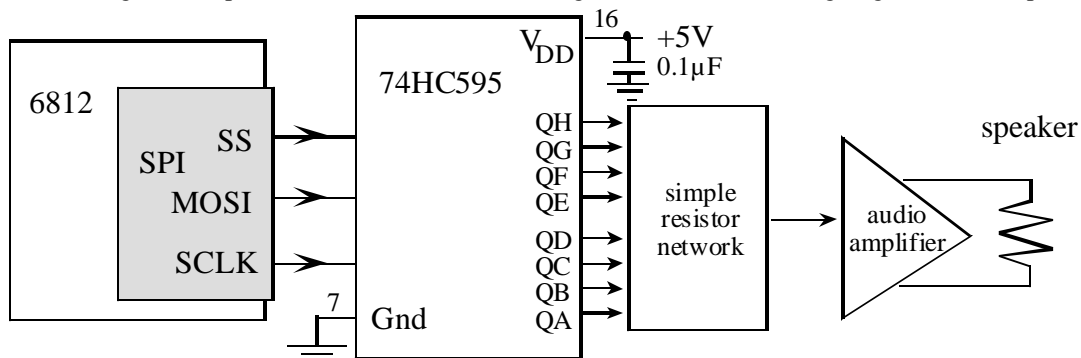 16
V
DD
+5V
0.1µF
74HC595
6812
SPI
SS
MOSI
SCLK
7
Gnd
QH
QG
QF
QE
QD
QC
QB
QA
simple
resistor
network
audio
amplifier
speaker